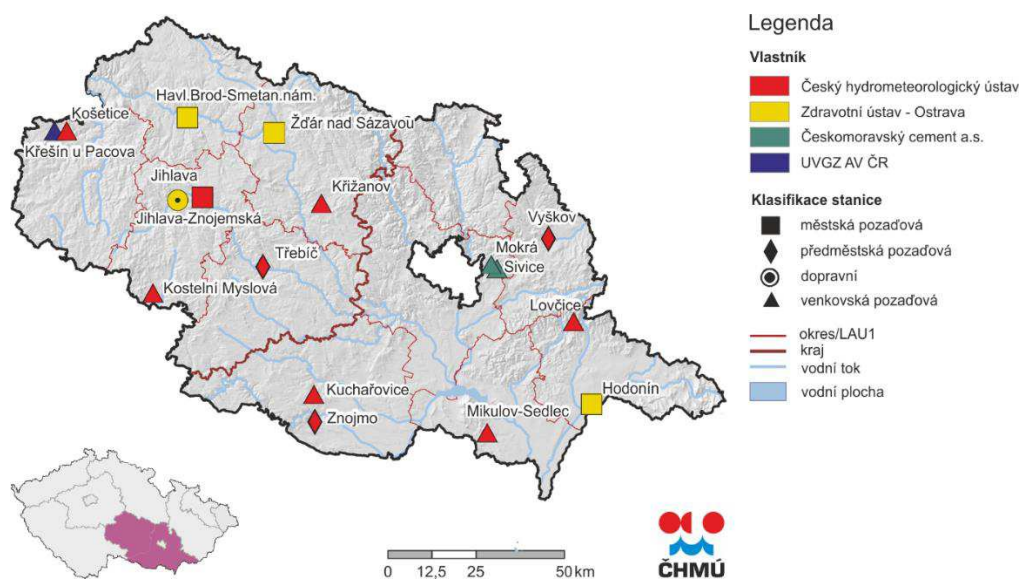 Havl.Brod-Smetan.nám.
Žďár nad Sázavou
Košetice
Křešín u Pacova
Jihlava
Jihlava-Znojemská
Křižanov
Vyškov
Mokrá
Sivice
Třebíč
Kostelní Myslová
Lovčice
Kuchařovice
Znojmo
Mikulov-Sedlec
Hodonín
Legenda
Vlastník
Český hydrometeorologický ústav
Zdravotní ústav - Ostrava
Českomoravský cement a.s.
UVGZ AV ČR
Klasifikace stanice
městská pozaďová
předměstská pozaďová
dopravní
venkovská pozaďová
okres/LAU1
kraj
vodní tok
vodní plocha
0 12,5 25 50 km
ČHMÚ